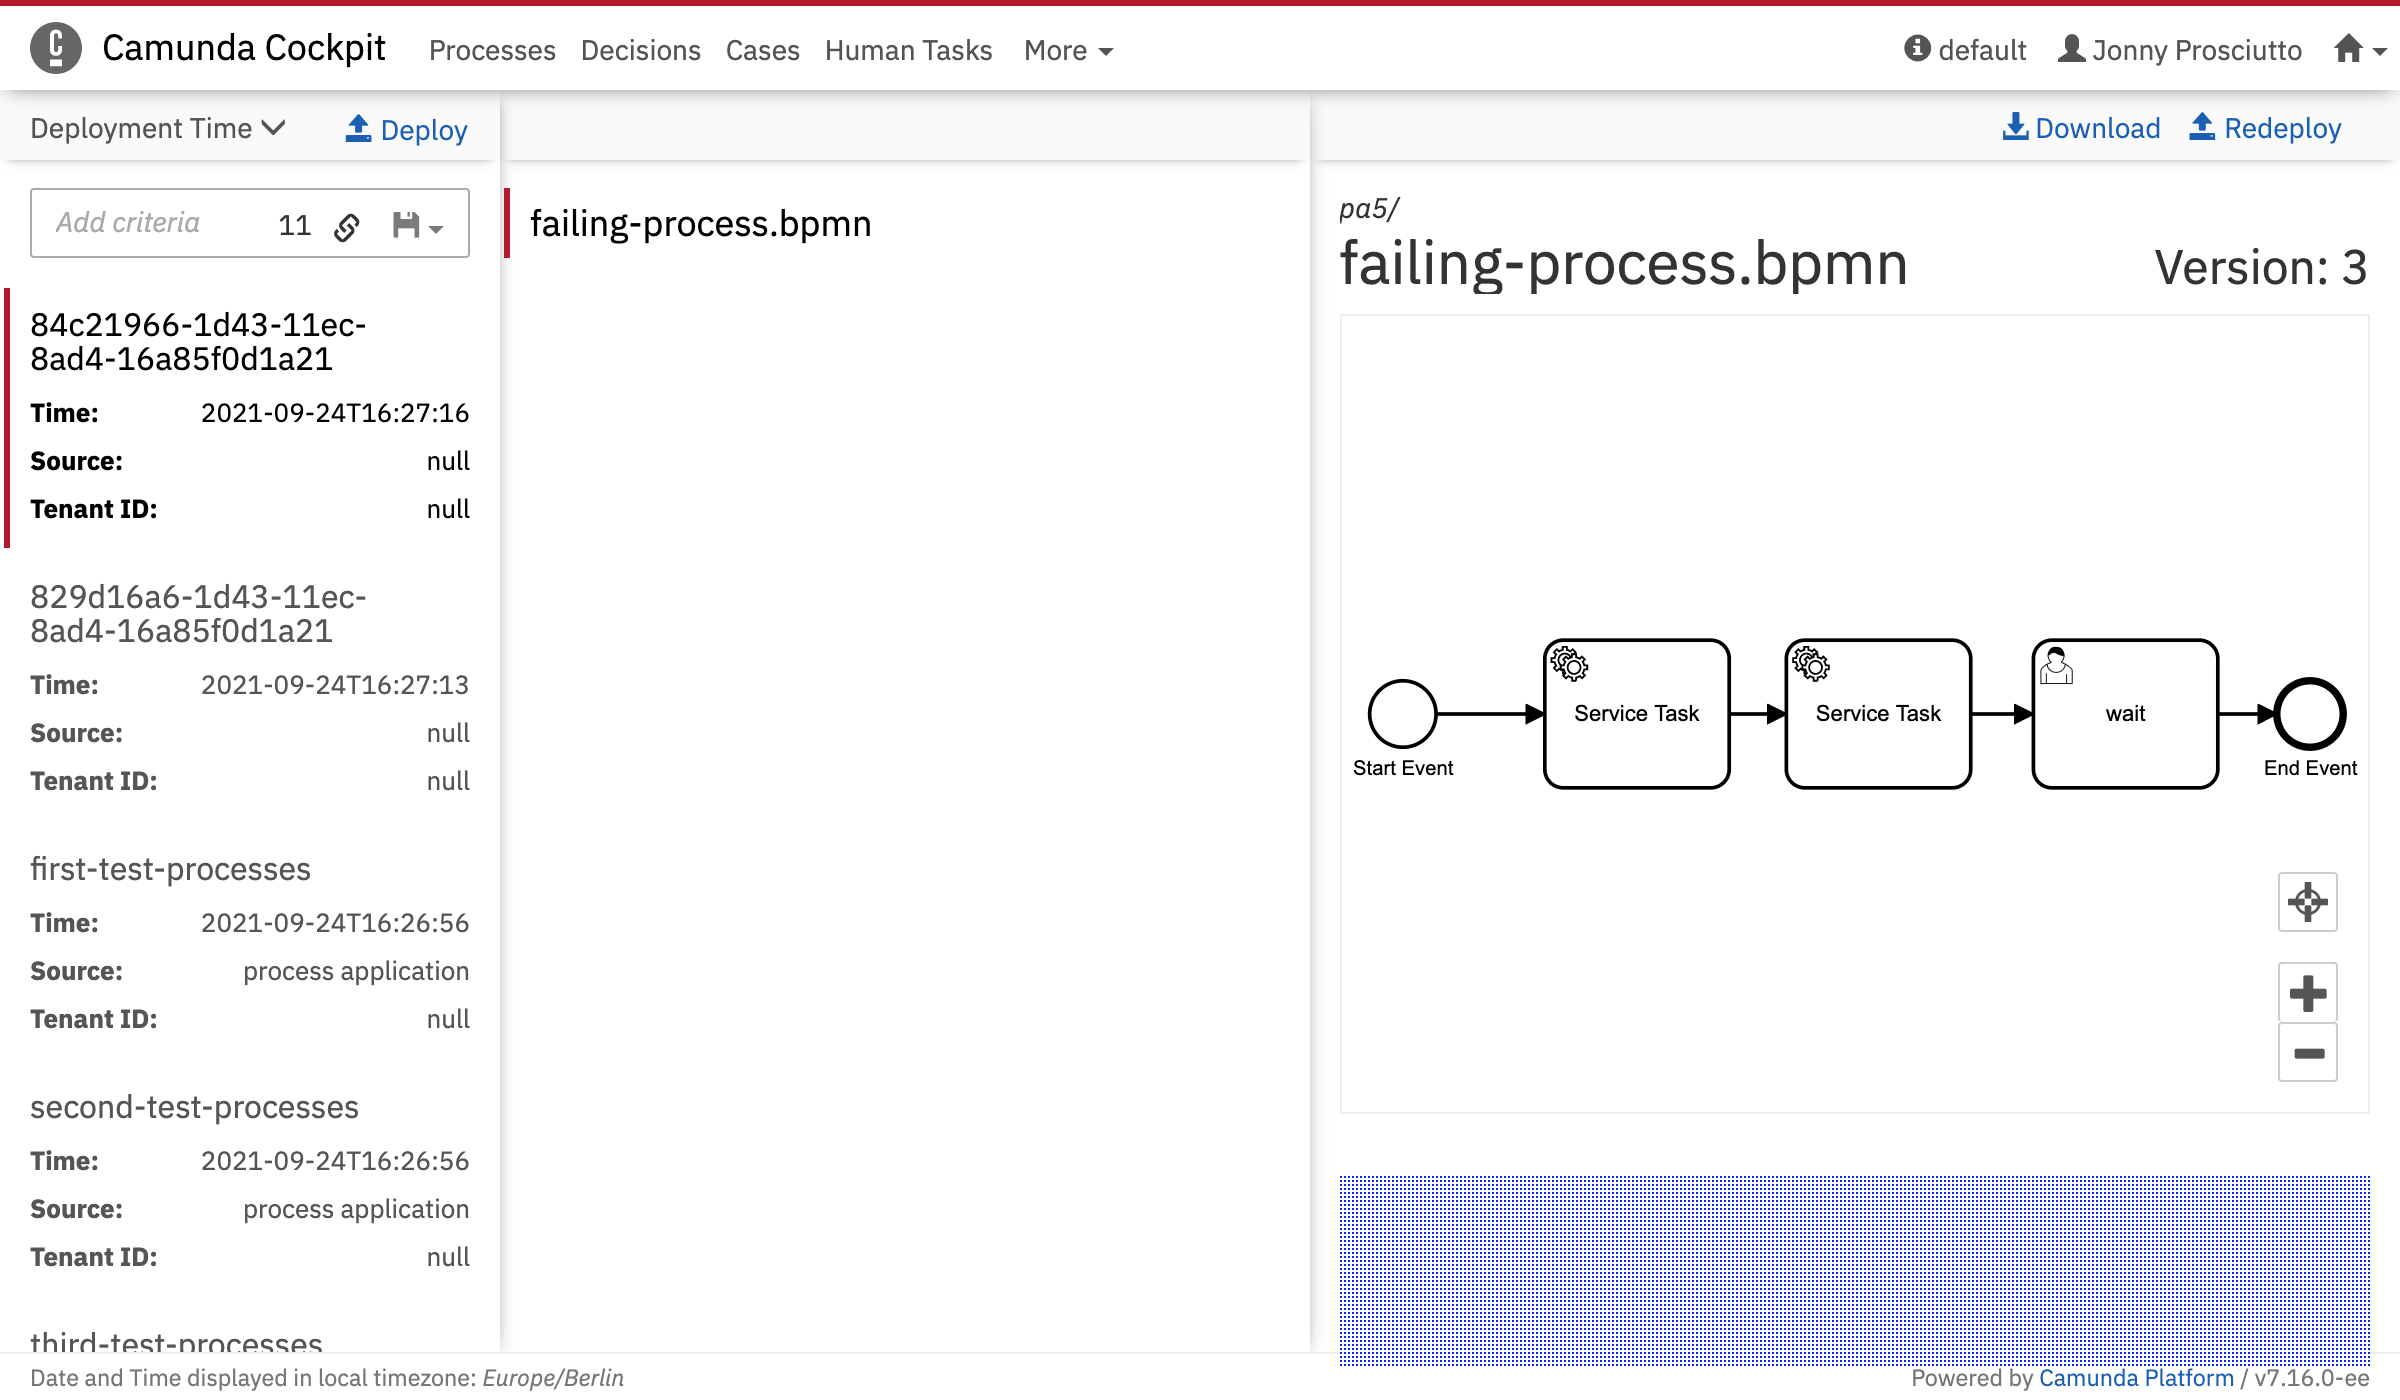 Camunda Cockpit Processes Decisions Cases Human Tasks More default Jonny Prosciutto
Deployment Time Deploy
Add criteria 11
84c21966-1d43-11ec-
8ad4-16a85f0d1a21
Time: 2021-09-24T16:27:16
Source: null
Tenant ID: null
829d16a6-1d43-11ec-
8ad4-16a85f0d1a21
Time: 2021-09-24T16:27:13
Source: null
Tenant ID: null
first-test-processes
Time: 2021-09-24T16:26:56
Source: process application
Tenant ID: null
second-test-processes
Time: 2021-09-24T16:26:56
Source: process application
Tenant ID: null
third-test-processes
failing-process.bpmn
Download Redeploy
pa5/
failing-process.bpmn Version: 3
Service Task Service Task wait
Start Event End Event
Date and Time displayed in local timezone: Europe/Berlin
Powered by Camunda Platform / v7.16.0-ee